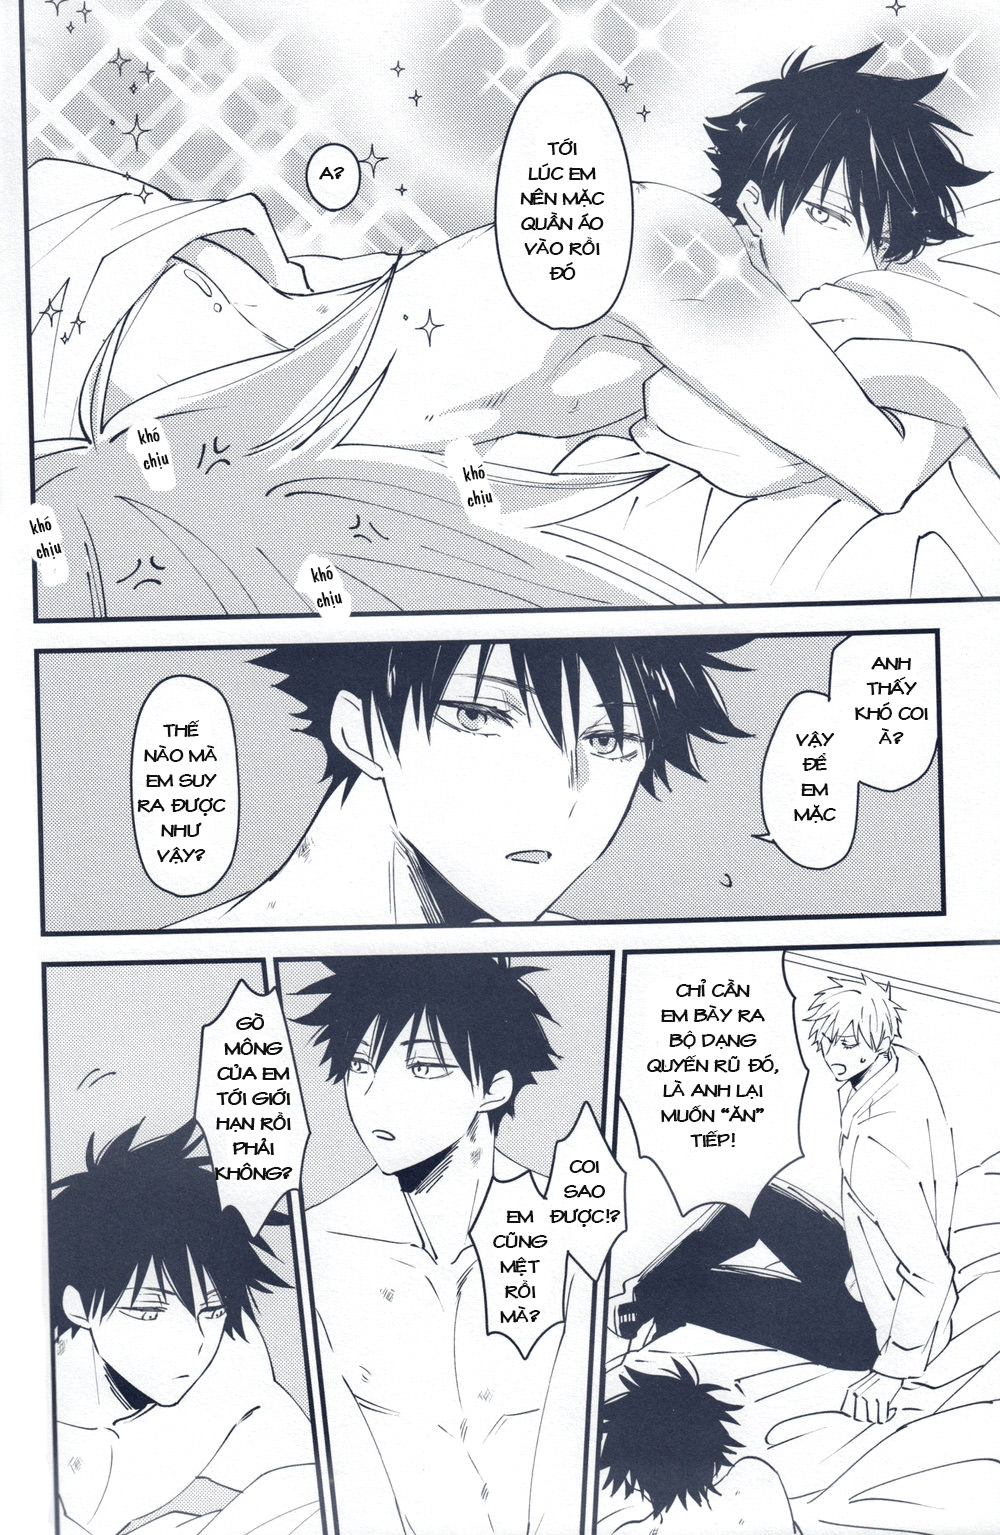 TỚI
LÚC EM
NÊN MẶC
QUẦN ÁO
VÀO RỒI
ĐÓ
A?
khó
chịu
khó
chịu
khó
chịu
khó
chịu
ANH
THẤY
KHÓ COI
À?
VẬY
ĐỂ
EM
MẶC
THẾ
NÀO MÀ
EM SUY
RA ĐƯỢC
NHƯ
VẬY?
CHỈ CẦN
EM BÀY RA
BỘ DẠNG
QUYẾN RŨ ĐÓ,
LÀ ANH LẠI
MUỐN “ĂN”
TIẾP!
COI
SAO
ĐƯỢC!?
EM
CŨNG
MỆT
RỒI
MÀ?
GÒ
MÔNG
CỦA EM
TỚI GIỚI
HẠN RỒI
PHẢI
KHÔNG?